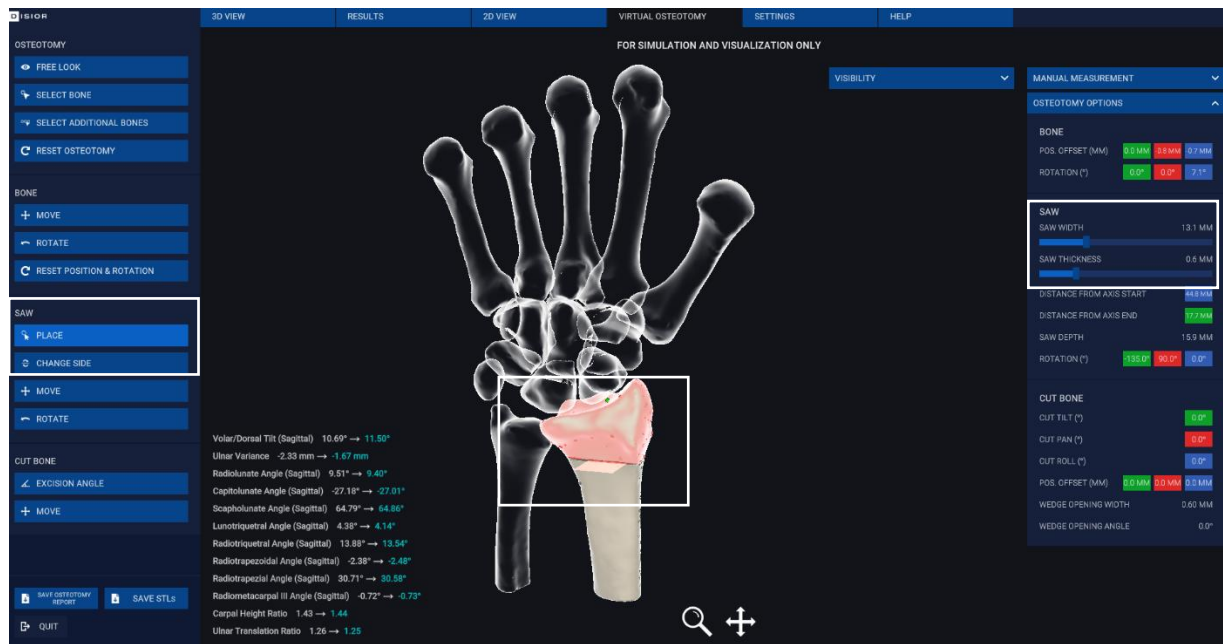 DISIOR
3D VIEW
RESULTS
2D VIEW
VIRTUAL OSTEOTOMY
SETTINGS
HELP
OSTEOTOMY
FREE LOOK
SELECT BONE
SELECT ADDITIONAL BONES
RESET OSTEOTOMY
BONE
MOVE
ROTATE
RESET POSITION & ROTATION
SAW
PLACE
CHANGE SIDE
MOVE
ROTATE
CUT BONE
EXCISION ANGLE
MOVE
SAVE OSTEOTOMY
REPORT
SAVE STLs
QUIT
FOR SIMULATION AND VISUALIZATION ONLY
VISIBILITY
Volar/Dorsal Tilt (Sagittal) 10.69° → 11.50°
Ulnar Variance -2.33 mm → -1.67 mm
Radiolunate Angle (Sagittal) 9.51° → 9.40°
Capitolunate Angle (Sagittal) -27.18° → -27.01°
Scapholunate Angle (Sagittal) 64.79° → 64.86°
Lunotriquetral Angle (Sagittal) 4.38° → 4.14°
Radiotriquetral Angle (Sagittal) 13.88° → 13.54°
Radiotrapezoidal Angle (Sagittal) -2.38° → -2.48°
Radiotrapezial Angle (Sagittal) 30.71° → 30.58°
Radiometacarpal III Angle (Sagittal) -0.72° → -0.73°
Carpal Height Ratio 1.43 → 1.44
Ulnar Translation Ratio 1.26 → 1.25
MANUAL MEASUREMENT
OSTEOTOMY OPTIONS
BONE
POS. OFFSET (MM) 0.0 MM -0.8 MM -0.7 MM
ROTATION (°) 0.0° 0.0° 7.1°
SAW
SAW WIDTH 13.1 MM
SAW THICKNESS 0.6 MM
DISTANCE FROM AXIS START 44.8 MM
DISTANCE FROM AXIS END 17.7 MM
SAW DEPTH 15.9 MM
ROTATION (°) -135.0° 90.0° 0.0°
CUT BONE
CUT TILT (°) 0.0°
CUT PAN (°) 0.0°
CUT ROLL (°) 0.0°
POS. OFFSET (MM) 0.0 MM 0.0 MM 0.0 MM
WEDGE OPENING WIDTH 0.60 MM
WEDGE OPENING ANGLE 0.0°